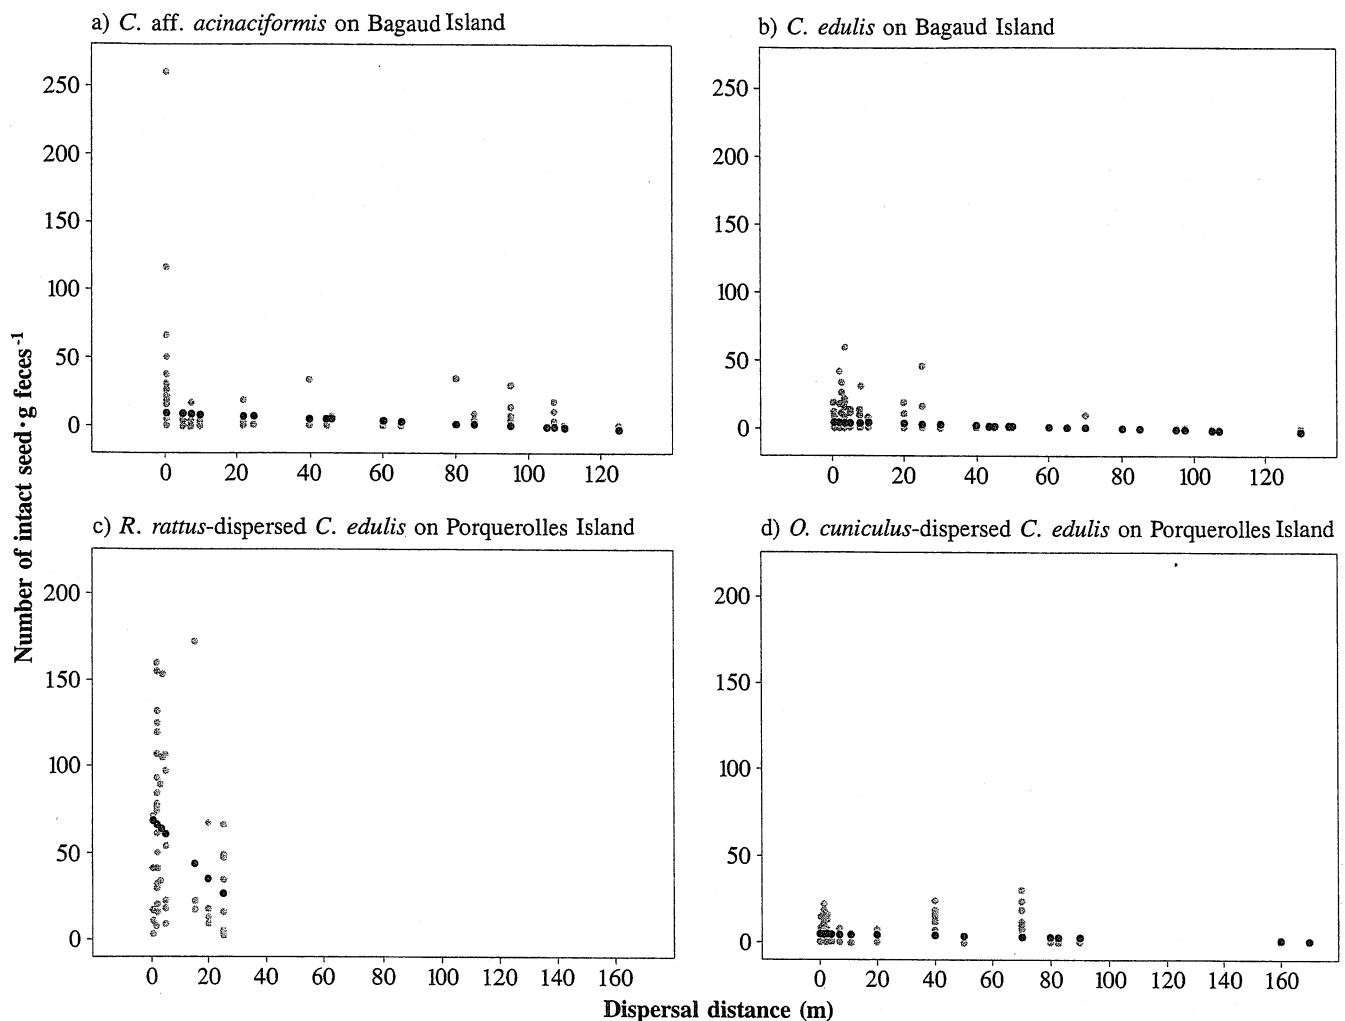 a) C. aff. acinaciformis on Bagaud Island
b) C. edulis on Bagaud Island
250
200
150
100
50
0
0 20 40 60 80 100 120
250
200
150
100
50
0
0 20 40 60 80 100 120
c) R. rattus-dispersed C. edulis on Porquerolles Island
d) O. cuniculus-dispersed C. edulis on Porquerolles Island
200
150
100
50
0
0 20 40 60 80 100 120 140 160
200
150
100
50
0
0 20 40 60 80 100 120 140 160
Number of intact seed·g feces⁻¹
Dispersal distance (m)